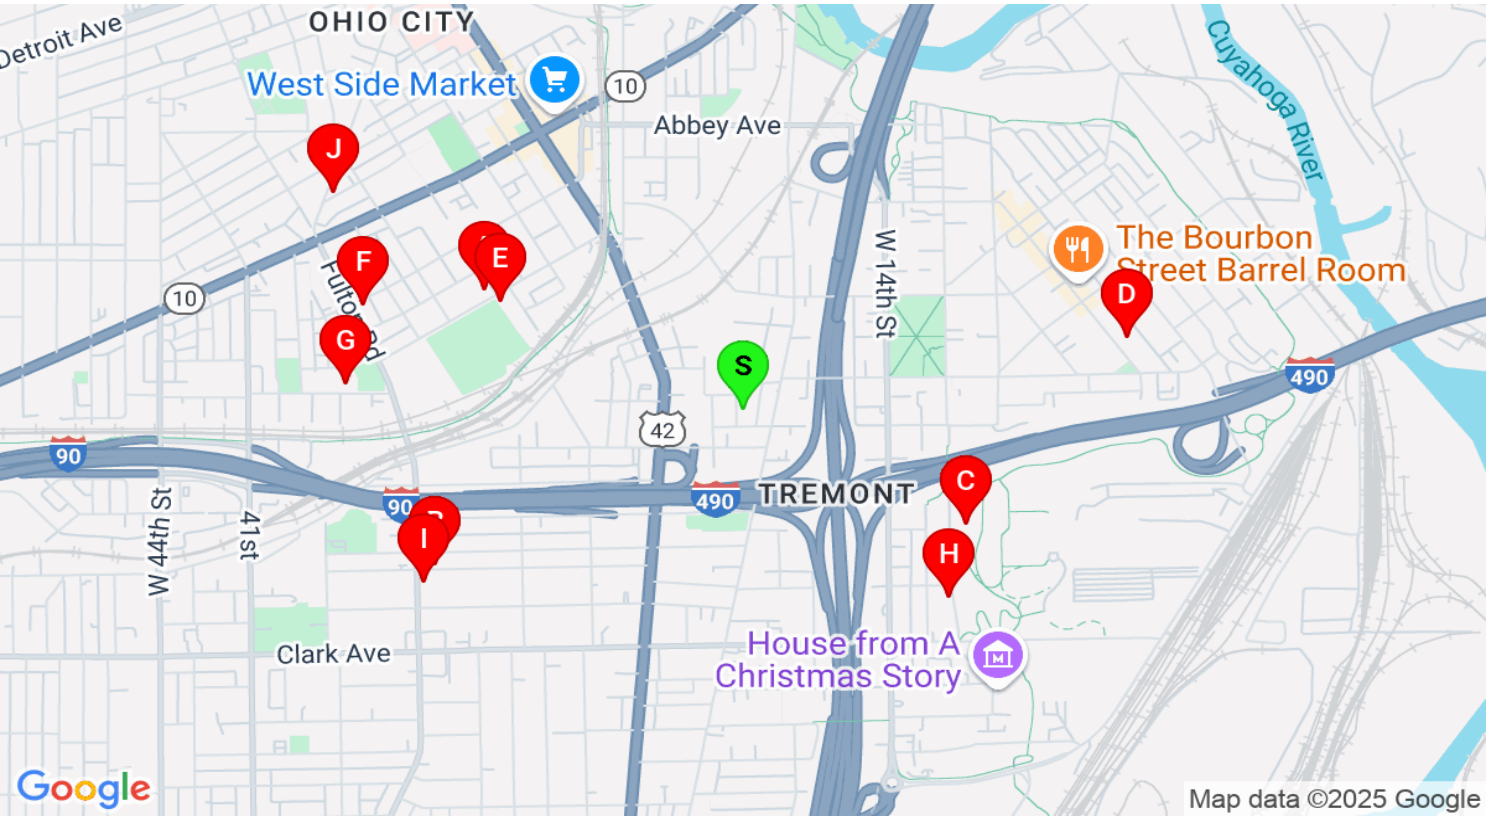 OHIO CITY
Detroit Ave
West Side Market
10
Abbey Ave
Cuyahoga River
J
W 14th St
The Bourbon
Street Barrel Room
F
E
Fulton Rd
10
D
G
S
490
42
90
C
90
490
TREMONT
W 44th St
41st
I
H
Clark Ave
House from A
Christmas Story
M
Google
Map data ©2025 Google